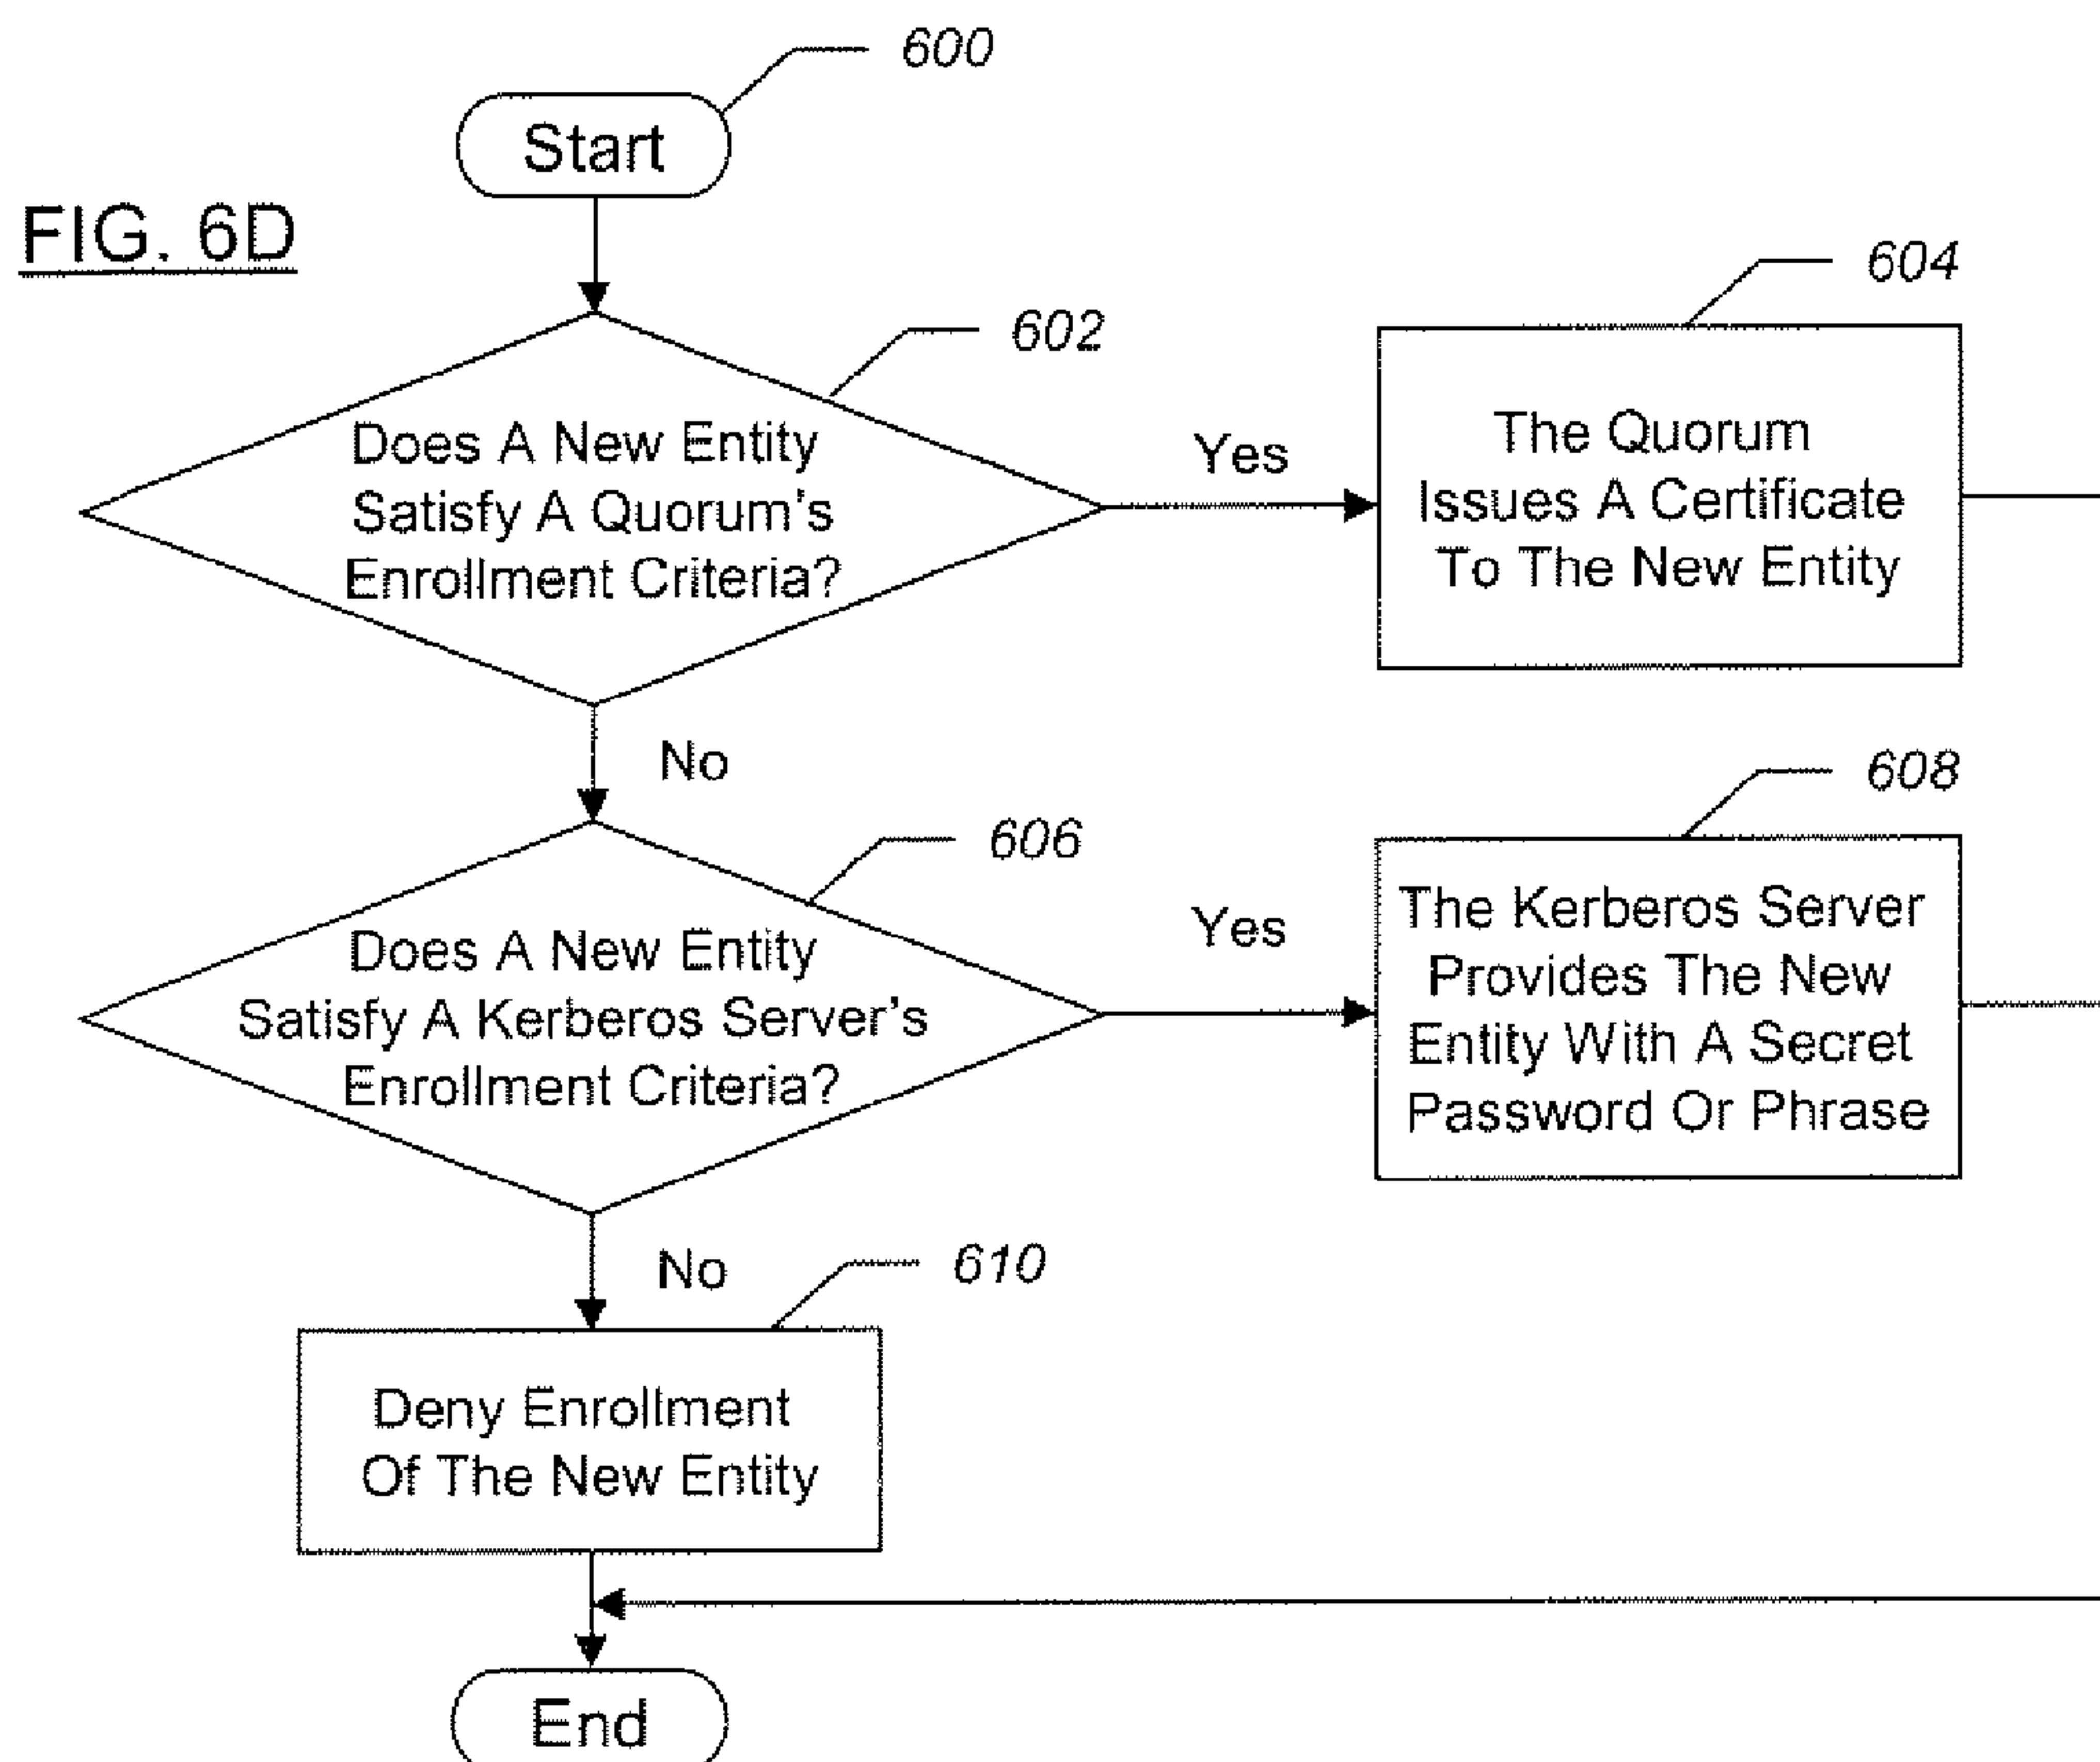 600
Start
FIG. 6D
602
Does A New Entity
Satisfy A Quorum's
Enrollment Criteria?
Yes
604
The Quorum
Issues A Certificate
To The New Entity
No
606
Does A New Entity
Satisfy A Kerberos Server's
Enrollment Criteria?
Yes
608
The Kerberos Server
Provides The New
Entity With A Secret
Password Or Phrase
No
610
Deny Enrollment
Of The New Entity
End